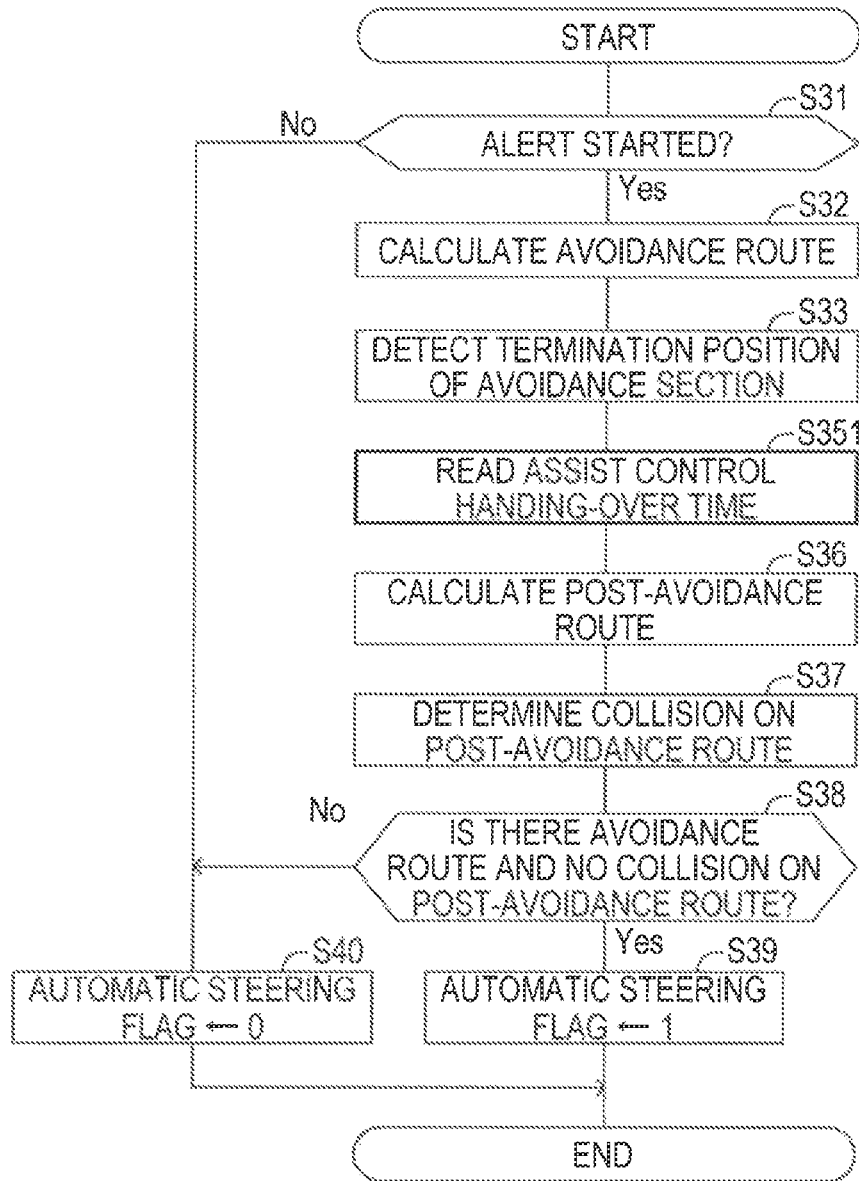 START
S31
No
ALERT STARTED?
Yes
S32
CALCULATE AVOIDANCE ROUTE
S33
DETECT TERMINATION POSITION
OF AVOIDANCE SECTION
S351
READ ASSIST CONTROL
HANDING-OVER TIME
S36
CALCULATE POST-AVOIDANCE
ROUTE
S37
DETERMINE COLLISION ON
POST-AVOIDANCE ROUTE
S38
No
IS THERE AVOIDANCE
ROUTE AND NO COLLISION ON
POST-AVOIDANCE ROUTE?
Yes
S40
AUTOMATIC STEERING
FLAG ← 0
S39
AUTOMATIC STEERING
FLAG ← 1
END